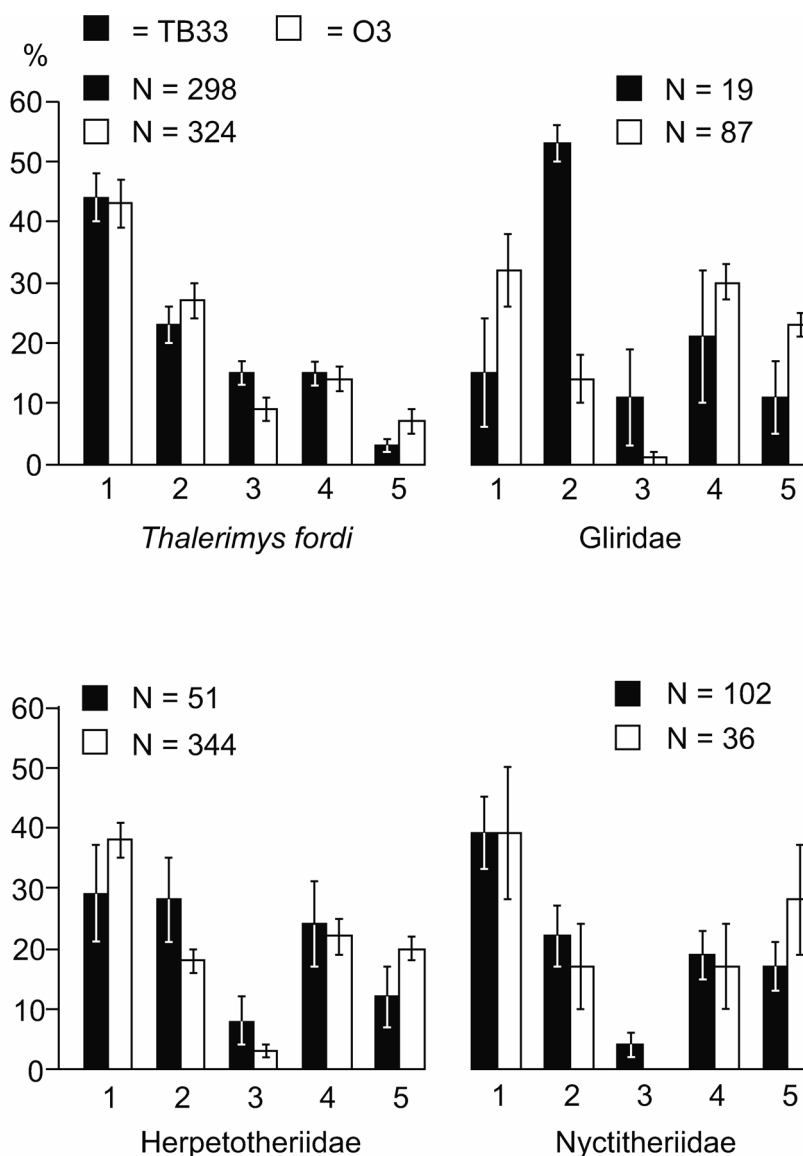 = TB33 = O3
%
N = 298
N = 324
60
50
40
30
20
10
0
1 2 3 4 5
Thalerimys fordi
N = 19
N = 87
1 2 3 4 5
Gliridae
N = 51
N = 344
60
50
40
30
20
10
0
1 2 3 4 5
Herpetotheriidae
N = 102
N = 36
1 2 3 4 5
Nyctitheriidae